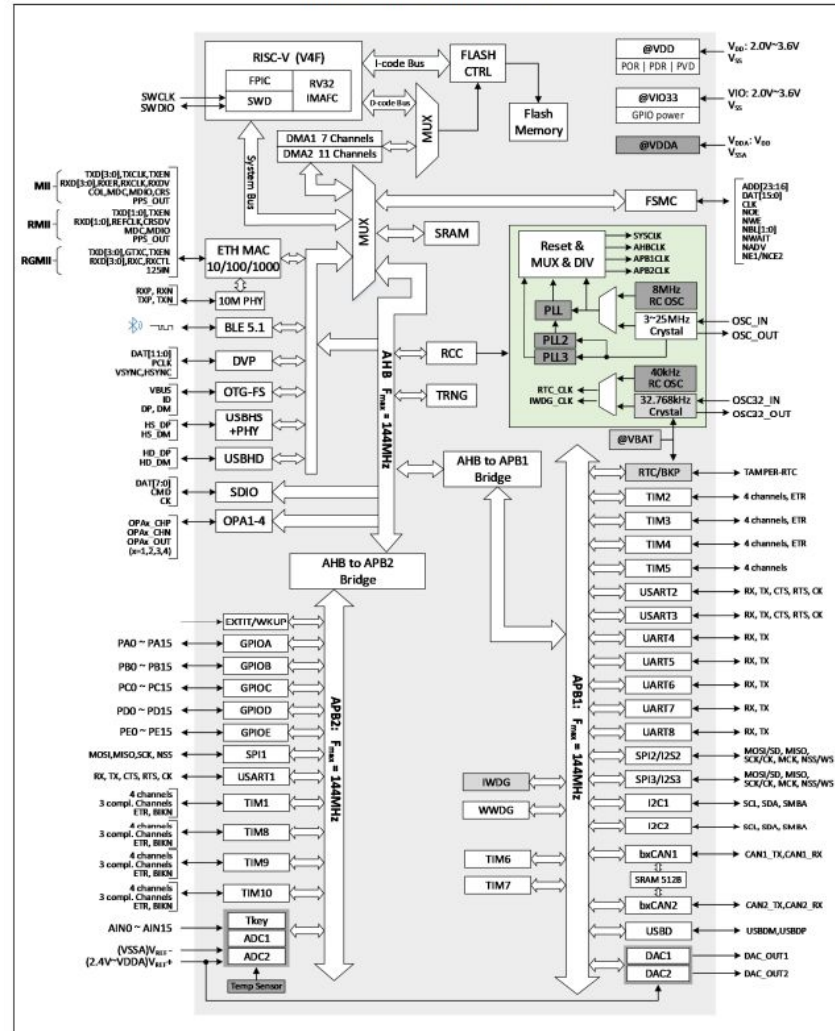 RISC-V (V4F)
FPIC
SWD
RV32
IMAFC
SWCLK
SWDIO
I-code Bus
D-code Bus
System Bus
FLASH
CTRL
Flash
Memory
MUX
DMA1 7 Channels
DMA2 11 Channels
MUX
SRAM
@VDD
POR | PDR | PVD
VDD: 2.0V~3.6V
VSS
@VIO33
GPIO power
VIO: 2.0V~3.6V
VSS
@VDDA
VDDA: VDD
VSSA
FSMC
ADD[23:16]
DAT[15:0]
CLK
NOE
NWE
NBL[1:0]
NWAIT
NADV
NE1/NCE2
MII
TXD[3:0],TXCLK,TXEN
RXD[3:0],RXER,RXCLK,RXDV
COL,MDC,MDIO,CRS
PPS_OUT
RMII
TXD[1:0],TXEN
RXD[1:0],REFCLK,CRSDV
MDC,MDIO
PPS_OUT
RGMII
TXD[3:0],GTXC,TXEN
RXD[3:0],RXC,RXCTL
125IN
ETH MAC
10/100/1000
RXP, RXN
TXP, TXN
10M PHY
BLE 5.1
DAT[11:0]
PCLK
VSYNC,HSYNC
DVP
VBUS
ID
DP, DM
OTG-FS
HS_DP
HS_DM
USBHS
+PHY
HD_DP
HD_DM
USBHD
DAT[7:0]
CMD
CK
SDIO
OPAx_CHP
OPAx_CHN
OPAx_OUT
(x=1,2,3,4)
OPA1-4
AHB Fmax = 144MHz
RCC
TRNG
Reset &
MUX & DIV
SYSCLK
AHBCLK
APB1CLK
APB2CLK
PLL
PLL2
PLL3
8MHz
RC OSC
3~25MHz
Crystal
OSC_IN
OSC_OUT
40kHz
RC OSC
32.768kHz
Crystal
RTC_CLK
IWDG_CLK
OSC32_IN
OSC32_OUT
@VBAT
AHB to APB1
Bridge
AHB to APB2
Bridge
EXTIT/WKUP
PA0 ~ PA15
GPIOA
PB0 ~ PB15
GPIOB
PC0 ~ PC15
GPIOC
PD0 ~ PD15
GPIOD
PE0 ~ PE15
GPIOE
MOSI,MISO,SCK, NSS
SPI1
RX, TX, CTS, RTS, CK
USART1
4 channels
3 compl. Channels
ETR, BIKN
TIM1
4 channels
3 compl. Channels
ETR, BIKN
TIM8
4 channels
3 compl. Channels
ETR, BIKN
TIM9
4 channels
3 compl. Channels
ETR, BIKN
TIM10
AIN0 ~ AIN15
Tkey
ADC1
ADC2
(VSSA)VREF-
(2.4V~VDDA)VREF+
Temp Sensor
APB2: Fmax = 144MHz
IWDG
WWDG
TIM6
TIM7
APB1: Fmax = 144MHz
RTC/BKP
TAMPER-RTC
TIM2
4 channels, ETR
TIM3
4 channels, ETR
TIM4
4 channels, ETR
TIM5
4 channels
USART2
RX, TX, CTS, RTS, CK
USART3
RX, TX, CTS, RTS, CK
UART4
RX, TX
UART5
RX, TX
UART6
RX, TX
UART7
RX, TX
UART8
RX, TX
SPI2/I2S2
MOSI/SD, MISO,
SCK/CK, MCK, NSS/WS
SPI3/I2S3
MOSI/SD, MISO,
SCK/CK, MCK, NSS/WS
I2C1
SCL, SDA, SMBA
I2C2
SCL, SDA, SMBA
bxCAN1
CAN1_TX,CAN1_RX
SRAM 512B
bxCAN2
CAN2_TX,CAN2_RX
USBD
USBDM,USBDP
DAC1
DAC_OUT1
DAC2
DAC_OUT2